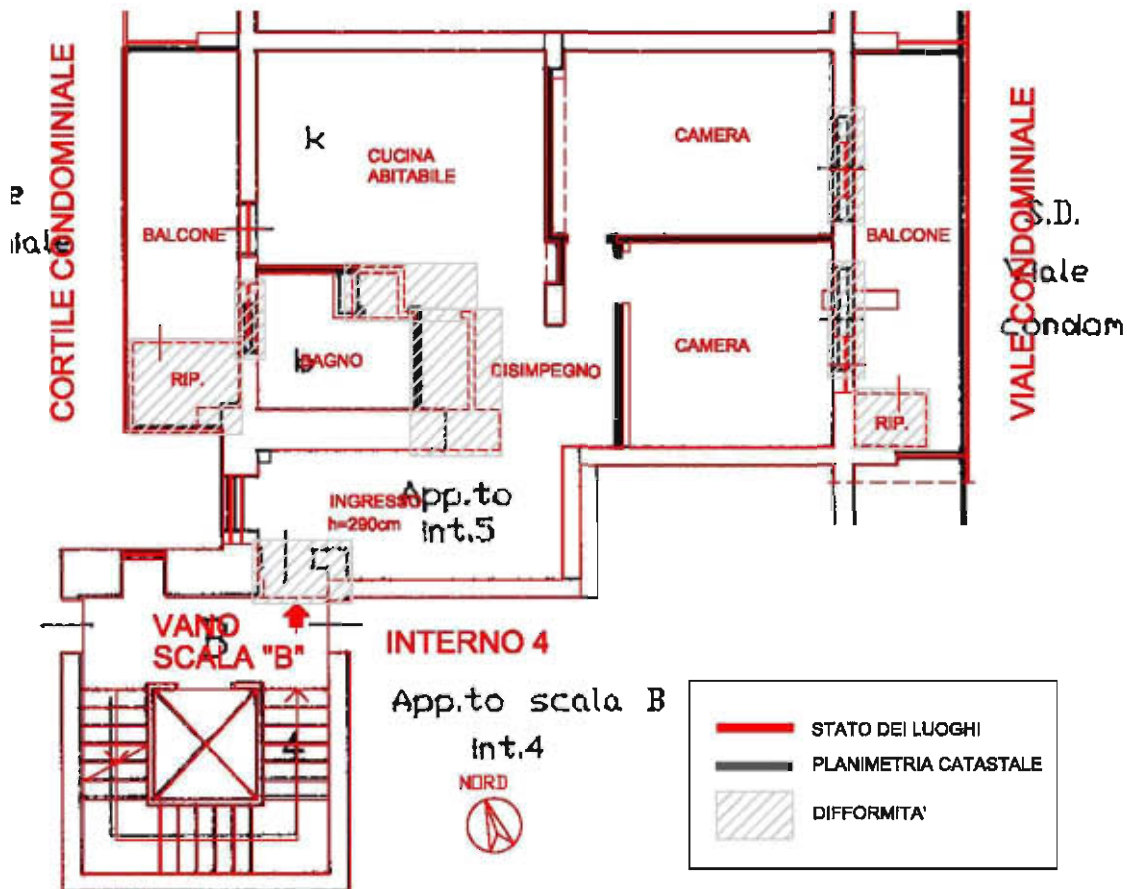 CORTILE CONDOMINIALE
e
niale
k
CUCINA
ABITABILE
CAMERA
BALCONE
BALCONE
S.D.
Viale
condom
VIALE CONDOMINIALE
b
BAGNO
RIP.
DISIMPEGNO
CAMERA
RIP.
INGRESSO
h=290cm
App.to
int.5
VANO
SCALA "B"
B
INTERNO 4
App.to scala B
int.4
NORD
STATO DEI LUOGHI
PLANIMETRIA CATASTALE
DIFFORMITA'